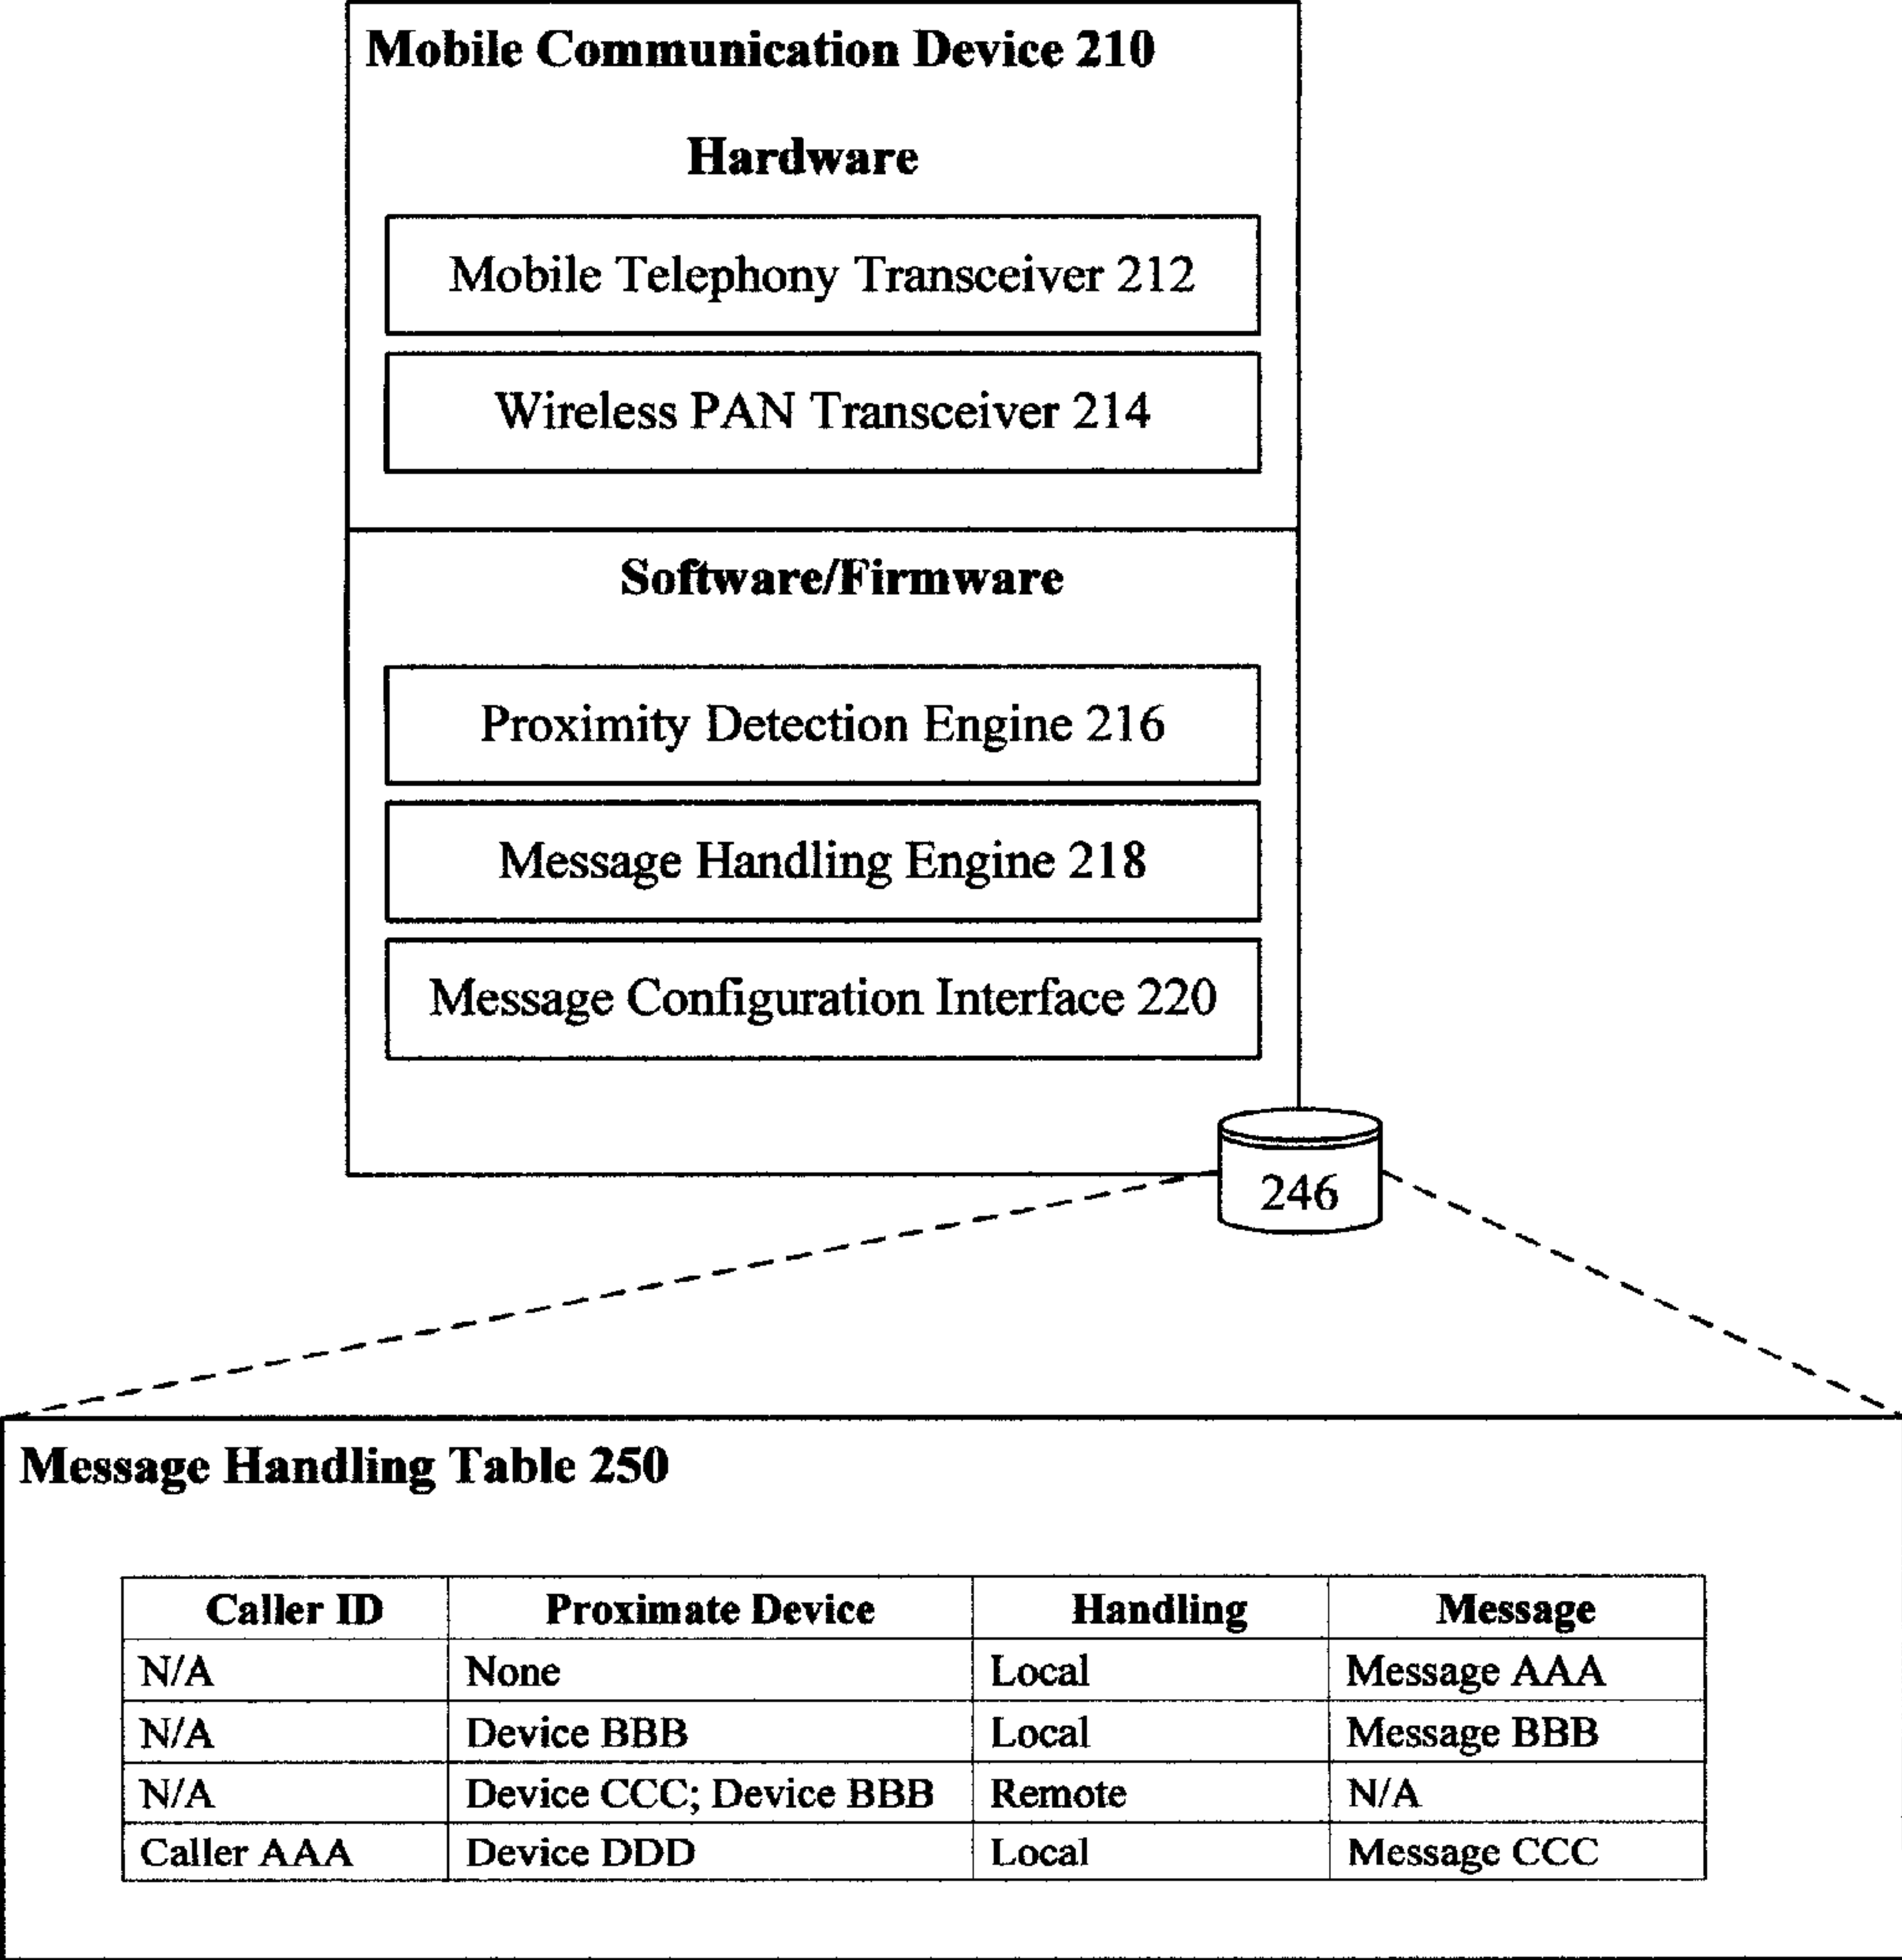 Mobile Communication Device 210
Hardware
Mobile Telephony Transceiver 212
Wireless PAN Transceiver 214
Software/Firmware
Proximity Detection Engine 216
Message Handling Engine 218
Message Configuration Interface 220
246
Message Handling Table 250
Caller ID Proximate Device Handling Message
N/A None Local Message AAA
N/A Device BBB Local Message BBB
N/A Device CCC; Device BBB Remote N/A
Caller AAA Device DDD Local Message CCC